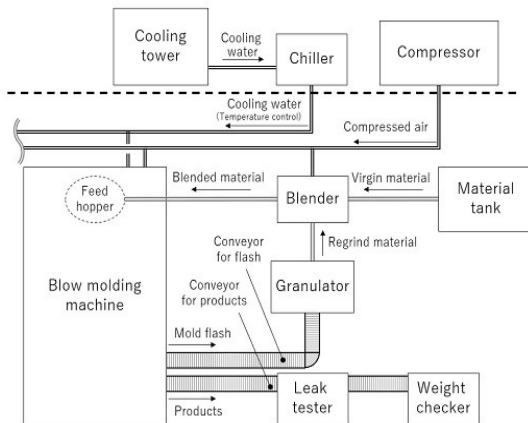 Cooling
tower
Cooling
water
Chiller
Compressor
Cooling water
(Temperature control)
Compressed air
Blended material
Virgin material
Feed
hopper
Blender
Material
tank
Conveyor
for flash
Regrind material
Blow molding
machine
Conveyor
for products
Granulator
Mold flash
Products
Leak
tester
Weight
checker